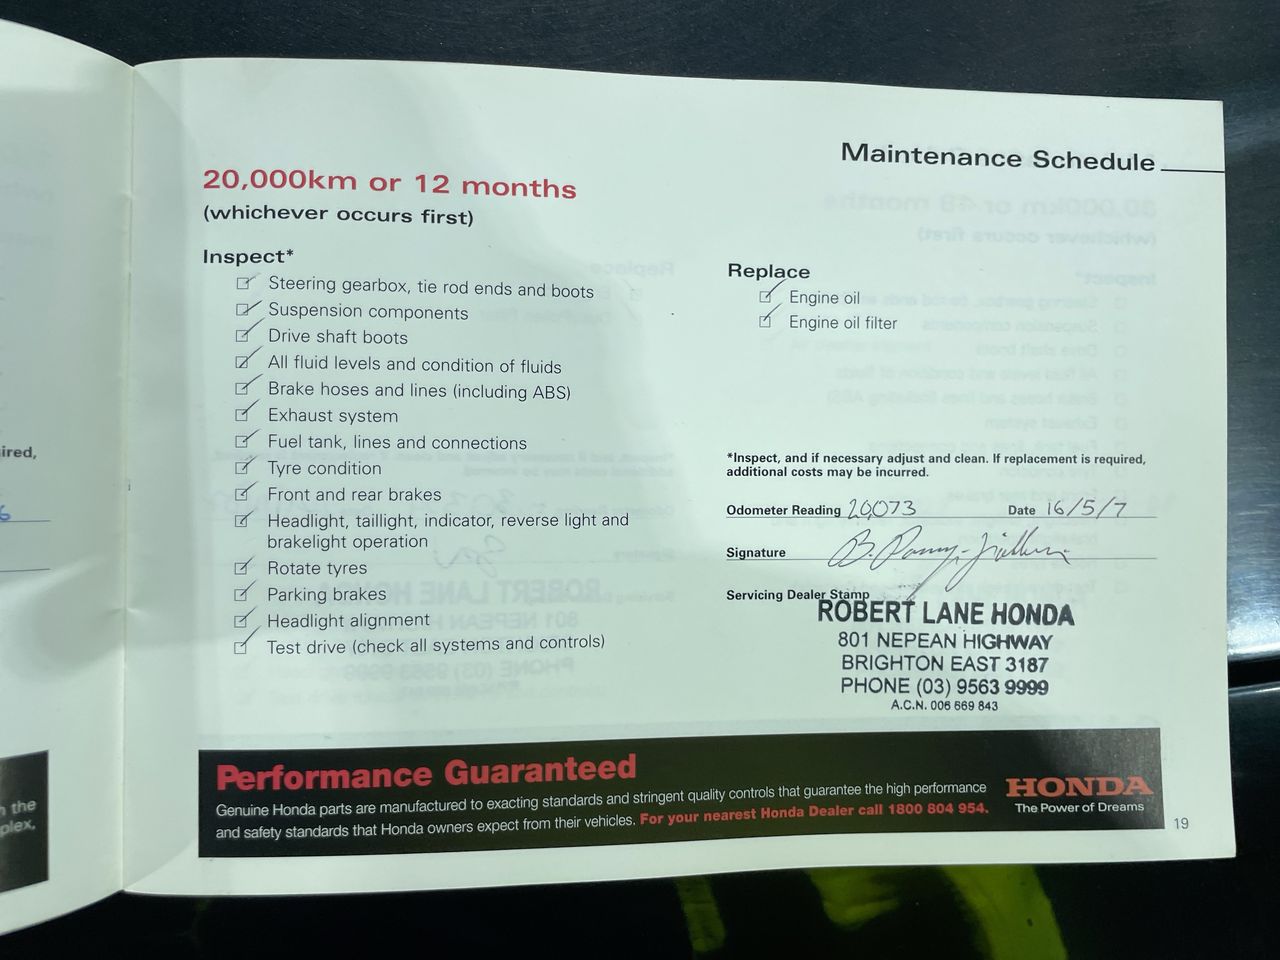 Maintenance Schedule
20,000km or 12 months
(whichever occurs first)
Inspect*
Steering gearbox, tie rod ends and boots
Suspension components
Drive shaft boots
All fluid levels and condition of fluids
Brake hoses and lines (including ABS)
Exhaust system
Fuel tank, lines and connections
Tyre condition
Front and rear brakes
Headlight, taillight, indicator, reverse light and
brakelight operation
Rotate tyres
Parking brakes
Headlight alignment
Test drive (check all systems and controls)
Replace
Engine oil
Engine oil filter
*Inspect, and if necessary adjust and clean. If replacement is required,
additional costs may be incurred.
Odometer Reading 20,073 Date 16/5/7
Signature
Servicing Dealer Stamp
ROBERT LANE HONDA
801 NEPEAN HIGHWAY
BRIGHTON EAST 3187
PHONE (03) 9563 9999
A.C.N. 006 669 843
Performance Guaranteed
Genuine Honda parts are manufactured to exacting standards and stringent quality controls that guarantee the high performance
and safety standards that Honda owners expect from their vehicles. For your nearest Honda Dealer call 1800 804 954.
HONDA
The Power of Dreams
19
ired,
6
the
plex,